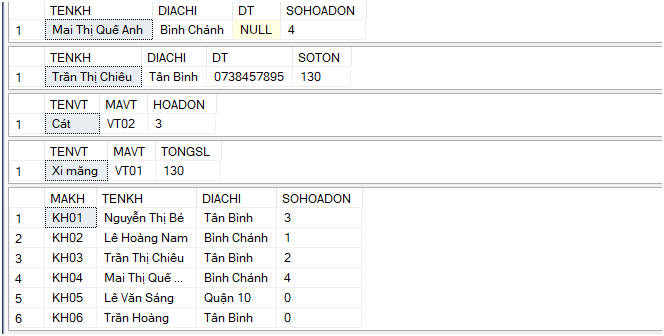 TENKH DIACHI DT SOHOADON
1 Mai Thị Quế Anh Bình Chánh NULL 4
TENKH DIACHI DT SOTON
1 Trần Thị Chiêu Tân Bình 0738457895 130
TENVT MAVT HOADON
1 Cát VT02 3
TENVT MAVT TONGSL
1 Xi măng VT01 130
MAKH TENKH DIACHI SOHOADON
1 KH01 Nguyễn Thị Bé Tân Bình 3
2 KH02 Lê Hoàng Nam Bình Chánh 1
3 KH03 Trần Thị Chiêu Tân Bình 2
4 KH04 Mai Thị Quế ... Bình Chánh 4
5 KH05 Lê Văn Sáng Quận 10 0
6 KH06 Trần Hoàng Tân Bình 0